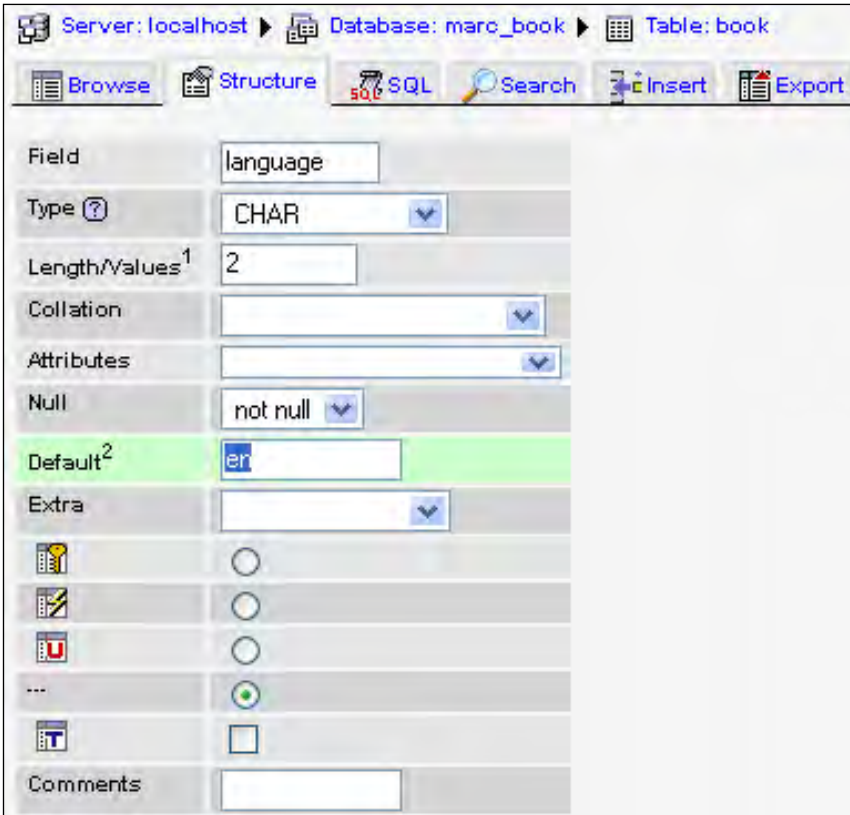 Server: localhost Database: marc_book Table: book
Browse Structure SQL SQL Search Insert Export
Field language
Type ? CHAR
Length/Values1 2
Collation
Attributes
Null not null
Default2 en
Extra
U
---
T
Comments